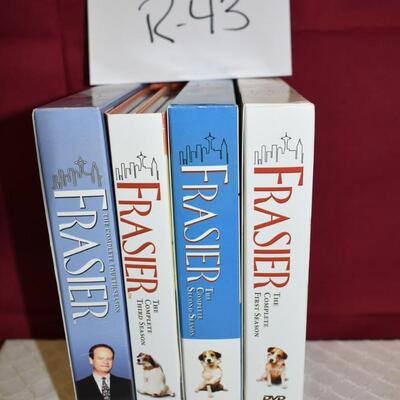 R-43
THE COMPLETE FOURTH SEASON
FRASIER
FRASIER
THE
COMPLETE
THIRD SEASON
FRASIER
THE
COMPLETE
SECOND SEASON
FRASIER
THE
COMPLETE
FIRST SEASON
DVD